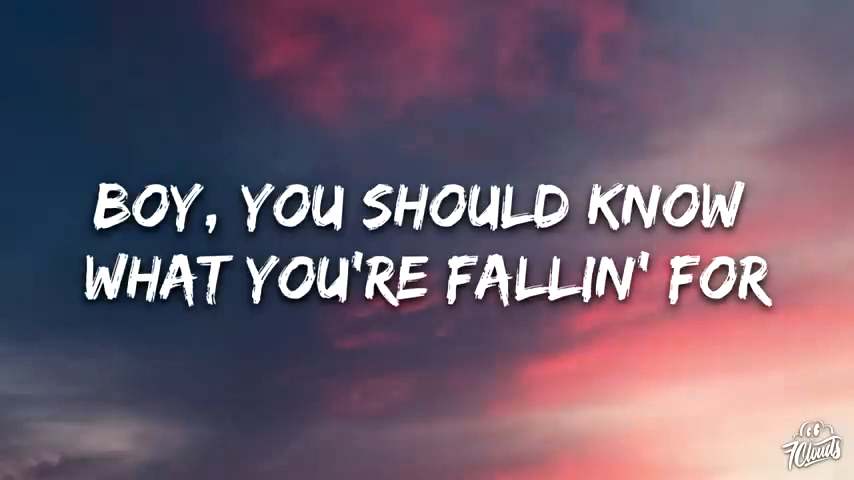 BOY, YOU SHOULD KNOW
WHAT YOU'RE FALLIN' FOR
7Clouds